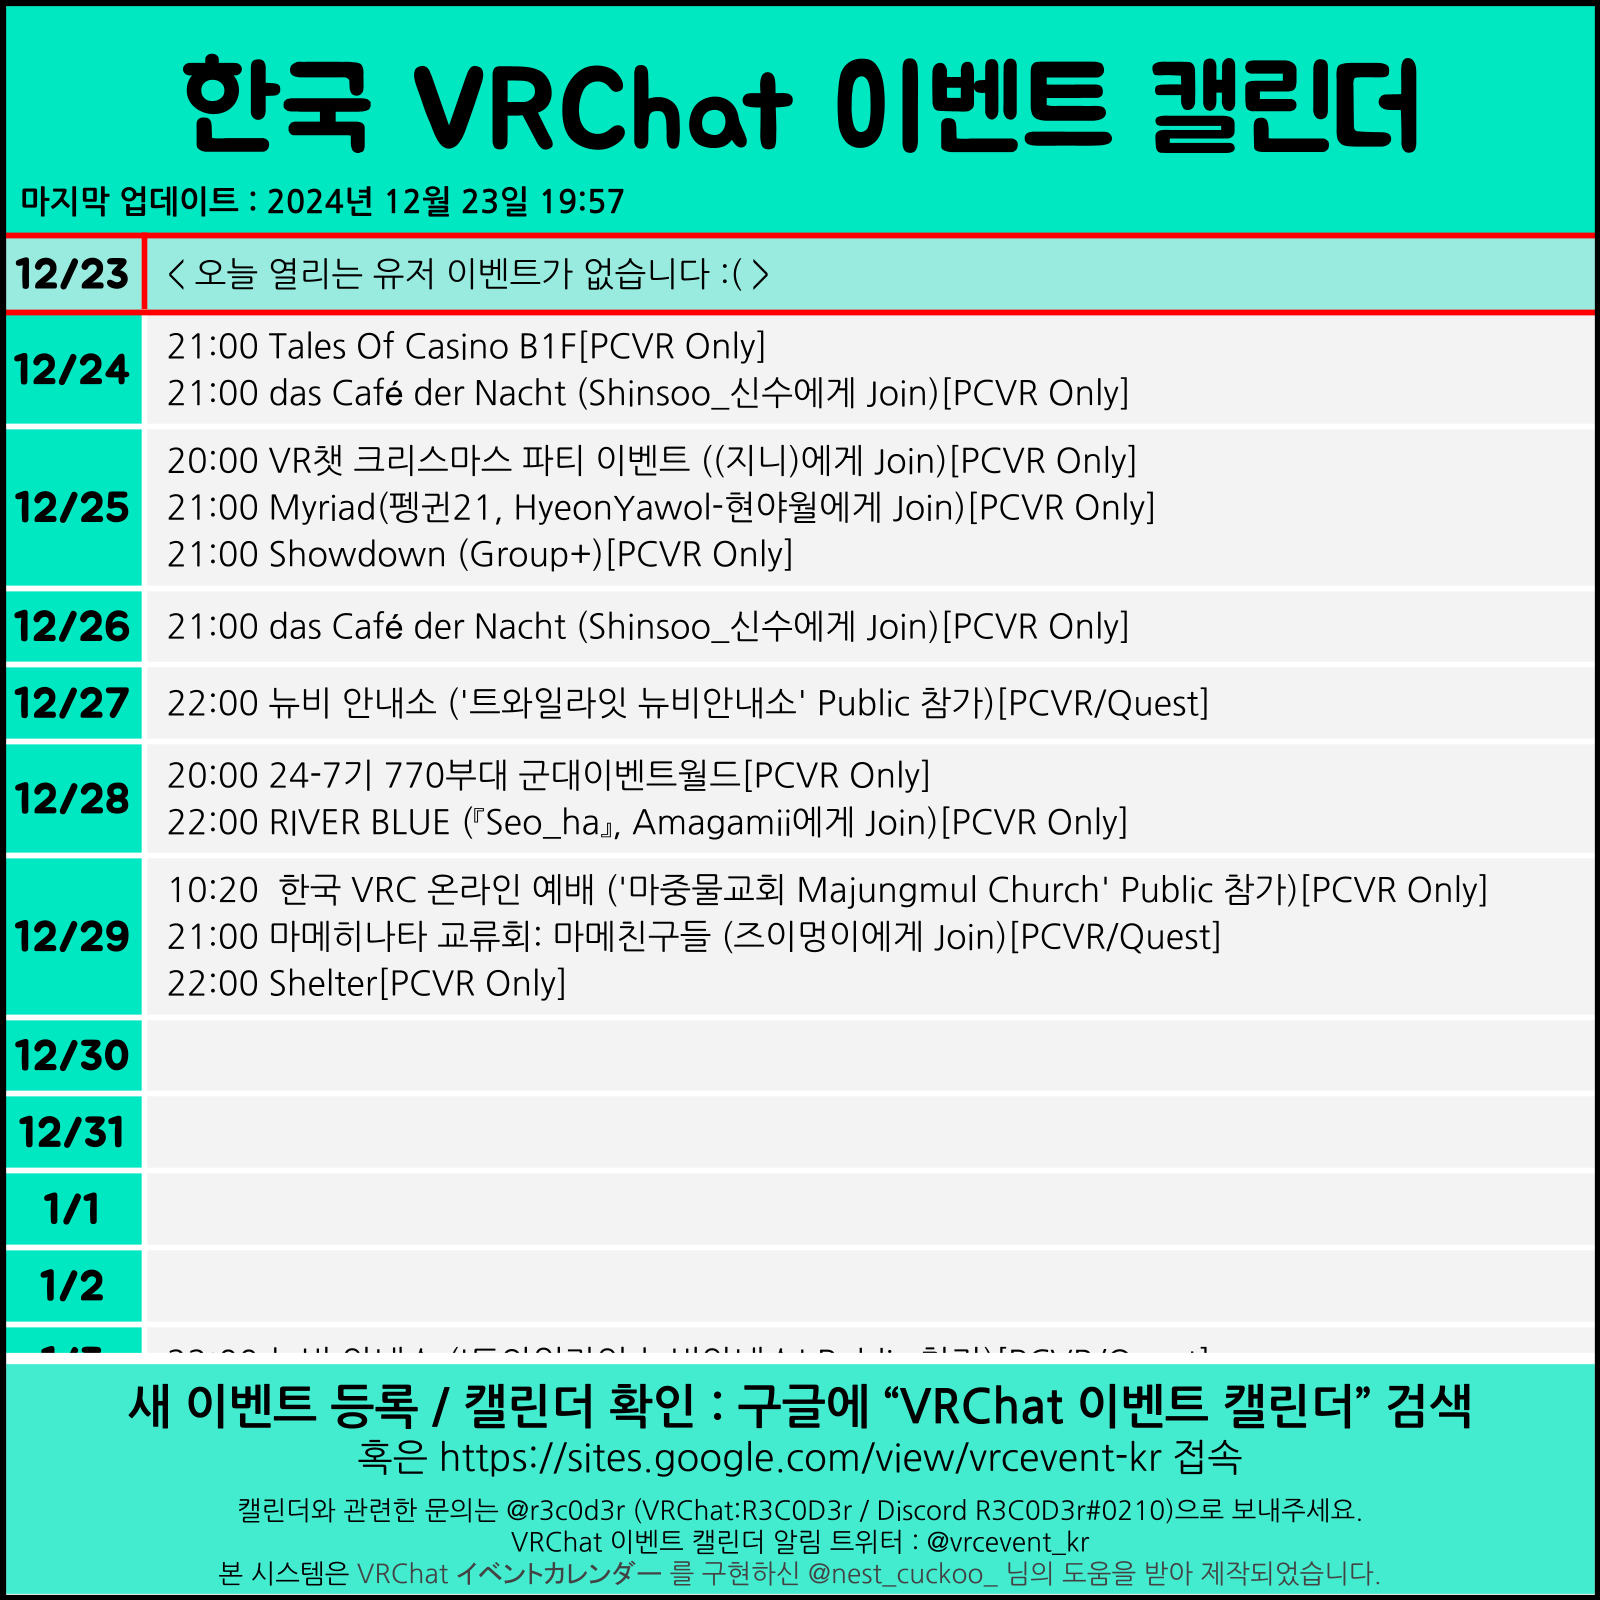 한국 VRChat 이벤트 캘린더
마지막 업데이트 : 2024년 12월 23일 19:57
12/23
< 오늘 열리는 유저 이벤트가 없습니다 :( >
12/24
21:00 Tales Of Casino B1F[PCVR Only]
21:00 das Café der Nacht (Shinsoo_신수에게 Join)[PCVR Only]
12/25
20:00 VR챗 크리스마스 파티 이벤트 ((지니)에게 Join)[PCVR Only]
21:00 Myriad(펭귄21, HyeonYawol-현야월에게 Join)[PCVR Only]
21:00 Showdown (Group+)[PCVR Only]
12/26
21:00 das Café der Nacht (Shinsoo_신수에게 Join)[PCVR Only]
12/27
22:00 뉴비 안내소 ('트와일라잇 뉴비안내소' Public 참가)[PCVR/Quest]
12/28
20:00 24-7기 770부대 군대이벤트월드[PCVR Only]
22:00 RIVER BLUE (『Seo_ha』, Amagamii에게 Join)[PCVR Only]
12/29
10:20  한국 VRC 온라인 예배 ('마중물교회 Majungmul Church' Public 참가)[PCVR Only]
21:00 마메히나타 교류회: 마메친구들 (즈이멍이에게 Join)[PCVR/Quest]
22:00 Shelter[PCVR Only]
12/30
12/31
1/1
1/2
새 이벤트 등록 / 캘린더 확인 : 구글에 “VRChat 이벤트 캘린더” 검색
혹은 https://sites.google.com/view/vrcevent-kr 접속
캘린더와 관련한 문의는 @r3c0d3r (VRChat:R3C0D3r / Discord R3C0D3r#0210)으로 보내주세요.
VRChat 이벤트 캘린더 알림 트위터 : @vrcevent_kr
본 시스템은 VRChat イベントカレンダー 를 구현하신 @nest_cuckoo_ 님의 도움을 받아 제작되었습니다.